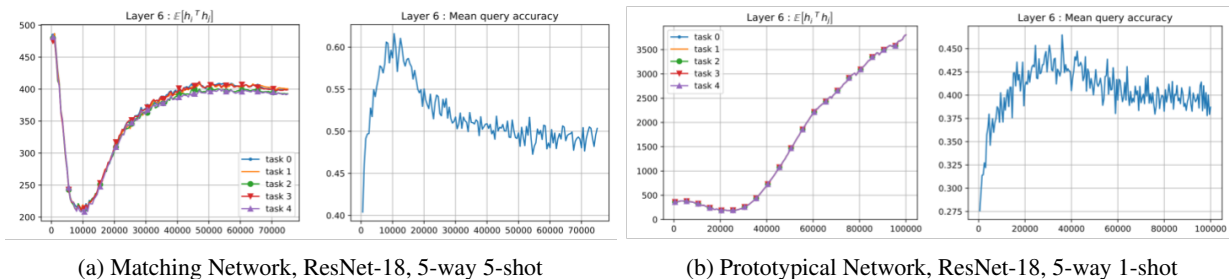 Layer 6 : 𝔼[hᵢᵀ hⱼ]
500
450
400
350
300
250
200
task 0
task 1
task 2
task 3
task 4
0 10000 20000 30000 40000 50000 60000 70000
Layer 6 : Mean query accuracy
0.60
0.55
0.50
0.45
0.40
0 10000 20000 30000 40000 50000 60000 70000
(a) Matching Network, ResNet-18, 5-way 5-shot
Layer 6 : 𝔼[hᵢᵀ hⱼ]
3500
3000
2500
2000
1500
1000
500
0
task 0
task 1
task 2
task 3
task 4
0 20000 40000 60000 80000 100000
Layer 6 : Mean query accuracy
0.450
0.425
0.400
0.375
0.350
0.325
0.300
0.275
0 20000 40000 60000 80000 100000
(b) Prototypical Network, ResNet-18, 5-way 1-shot